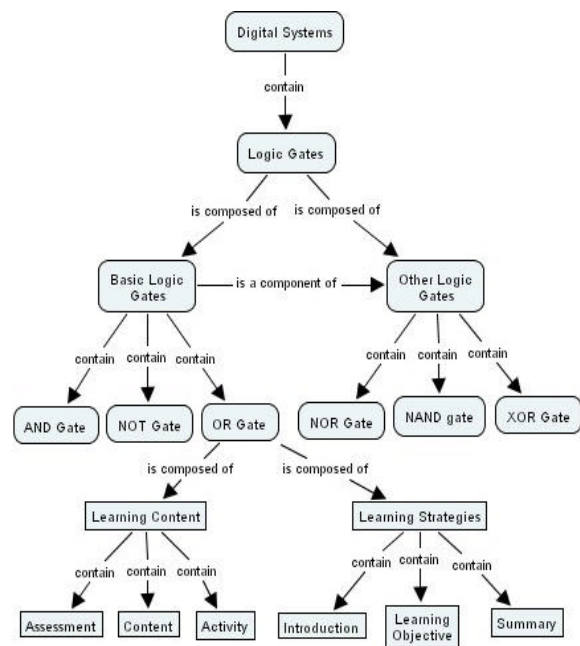 Digital Systems
contain
Logic Gates
is composed of
is composed of
Basic Logic
Gates
is a component of
Other Logic
Gates
contain
contain
contain
contain
contain
contain
AND Gate
NOT Gate
OR Gate
NOR Gate
NAND gate
XOR Gate
is composed of
is composed of
Learning Content
Learning Strategies
contain
contain
contain
contain
contain
contain
Assessment
Content
Activity
Introduction
Learning
Objective
Summary